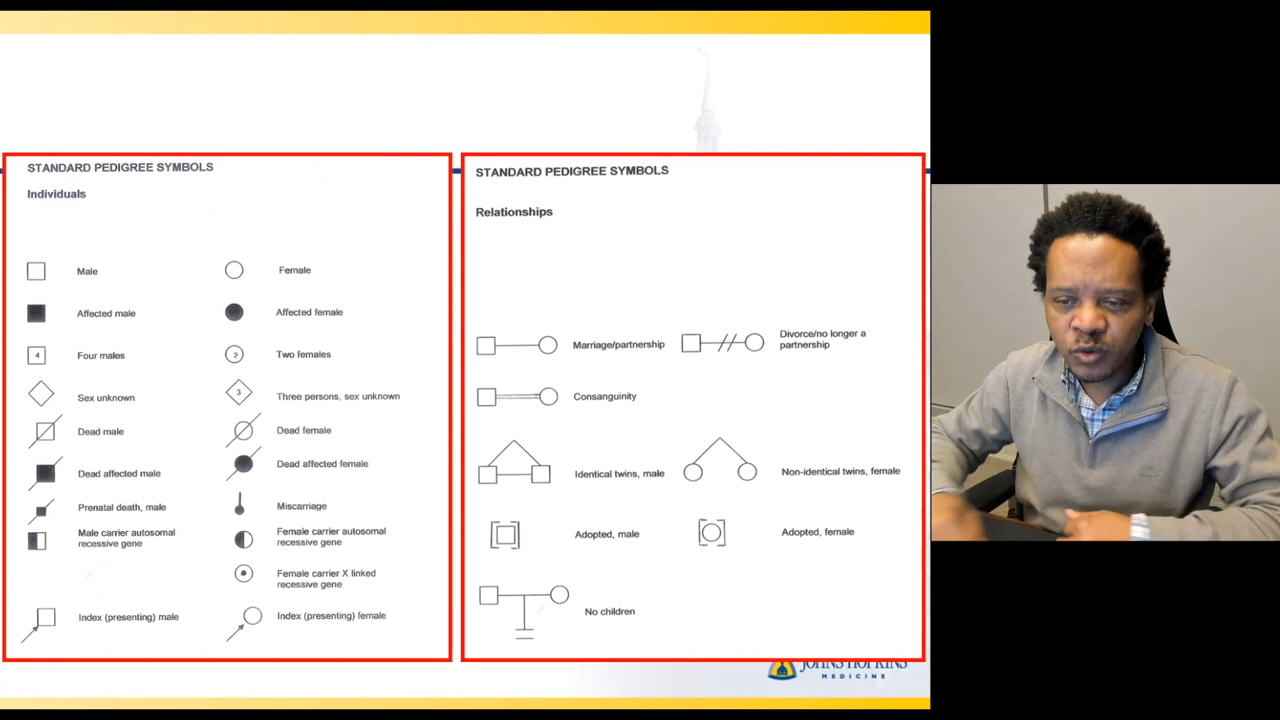 STANDARD PEDIGREE SYMBOLS
Individuals
Male
Female
Affected male
Affected female
4
Four males
2
Two females
Sex unknown
3
Three persons, sex unknown
Dead male
Dead female
Dead affected male
Dead affected female
Prenatal death, male
Miscarriage
Male carrier autosomal
recessive gene
Female carrier autosomal
recessive gene
Female carrier X linked
recessive gene
Index (presenting) male
Index (presenting) female
STANDARD PEDIGREE SYMBOLS
Relationships
Marriage/partnership
Divorce/no longer a
partnership
Consanguinity
Identical twins, male
Non-identical twins, female
Adopted, male
Adopted, female
No children
JOHNS HOPKINS
MEDICINE